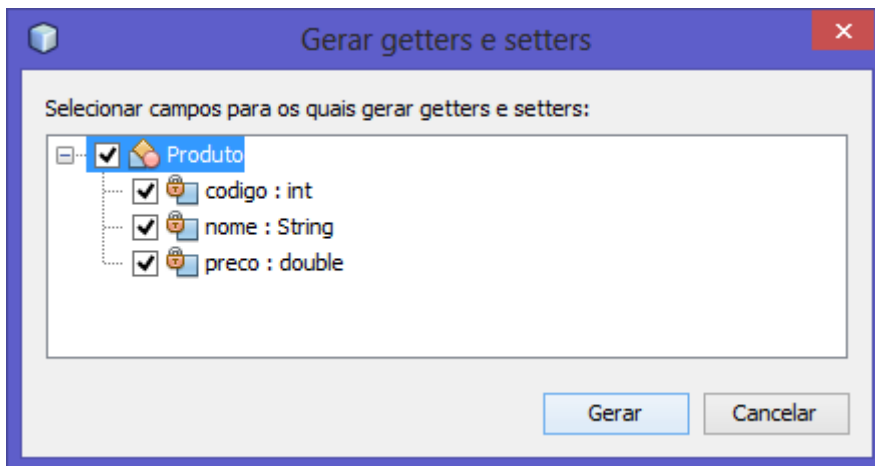 Gerar getters e setters
Selecionar campos para os quais gerar getters e setters:
Produto
codigo : int
nome : String
preco : double
Gerar
Cancelar